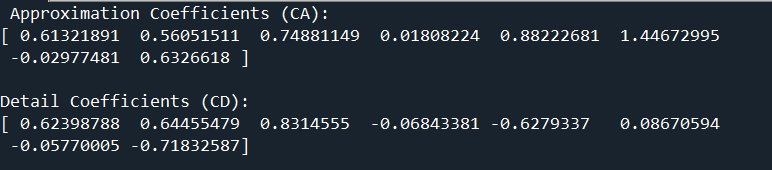 Approximation Coefficients (CA):
[ 0.61321891  0.56051511  0.74881149  0.01808224  0.88222681  1.44672995
 -0.02977481  0.6326618 ]
Detail Coefficients (CD):
[ 0.62398788  0.64455479  0.8314555  -0.06843381 -0.6279337   0.08670594
 -0.05770005 -0.71832587]